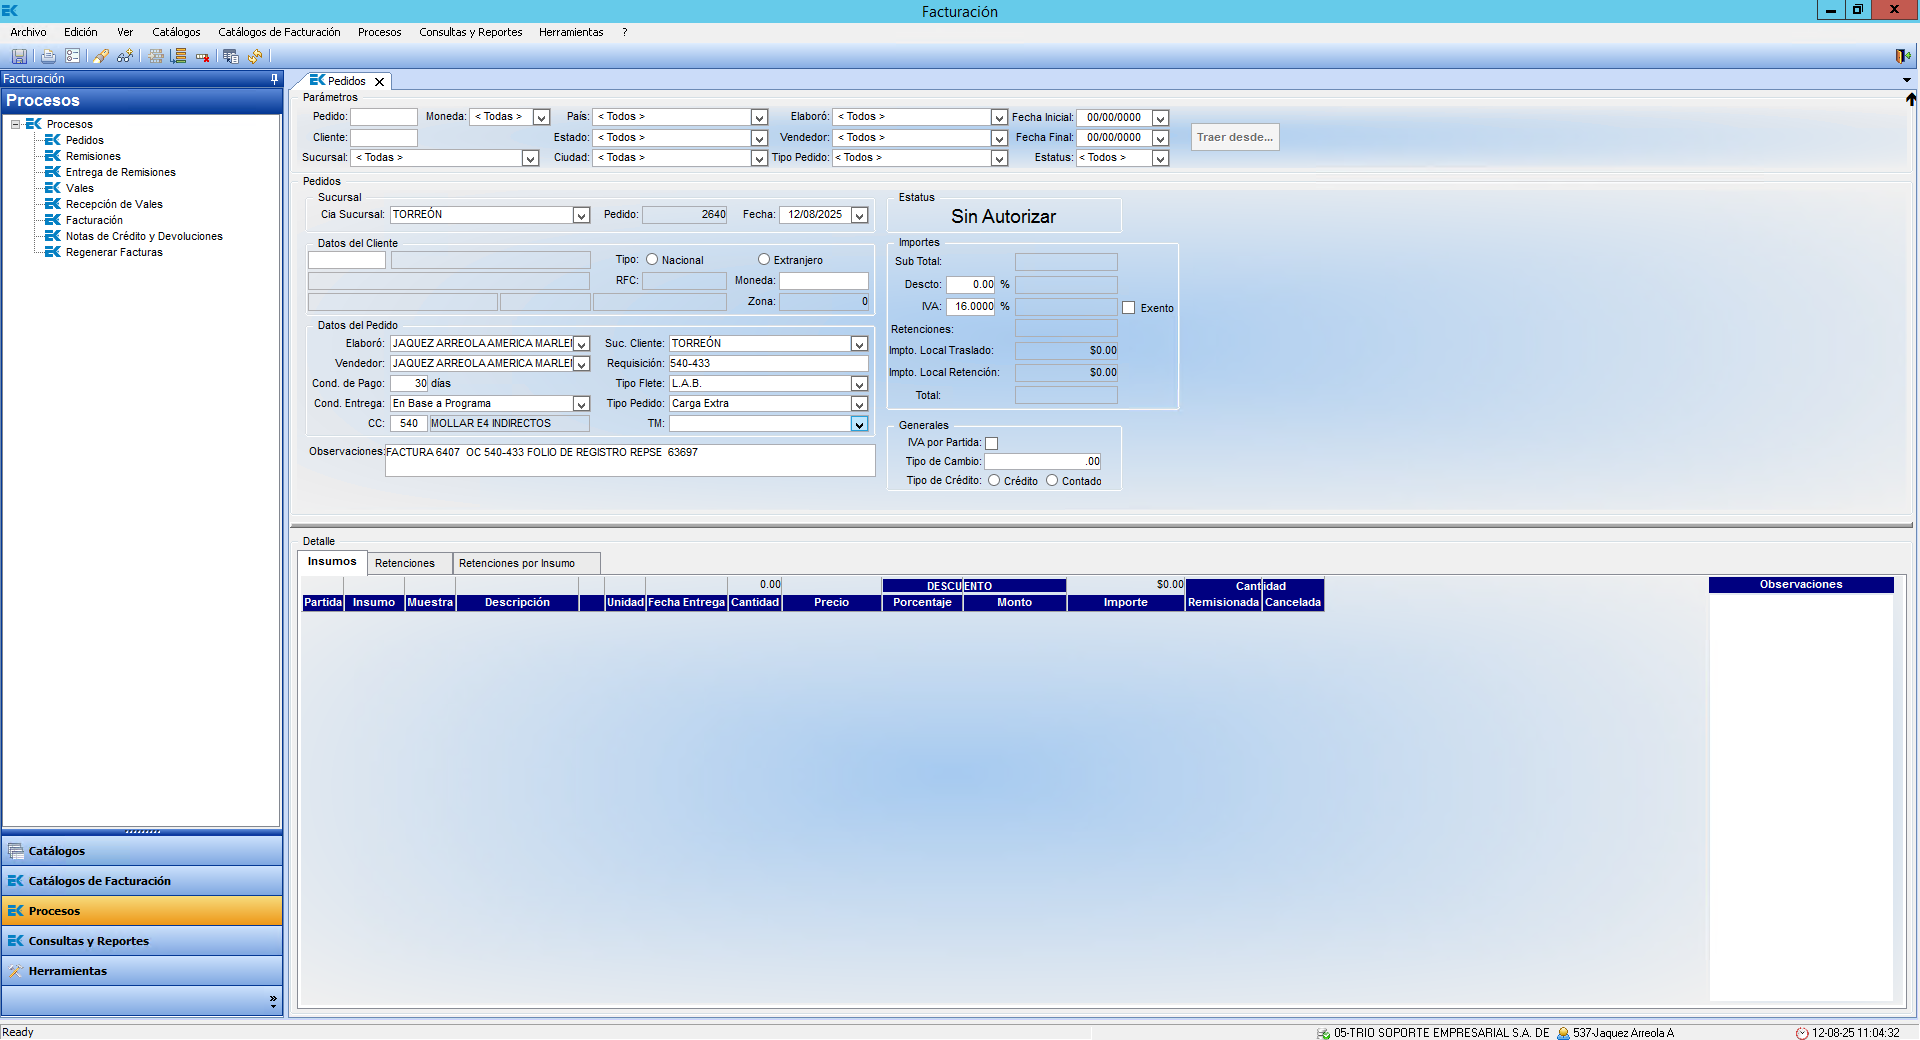 Facturación
Archivo Edición Ver Catálogos Catálogos de Facturación Procesos Consultas y Reportes Herramientas ?
Facturación
Procesos
Procesos
Pedidos
Remisiones
Entrega de Remisiones
Vales
Recepción de Vales
Facturación
Notas de Crédito y Devoluciones
Regenerar Facturas
Catálogos
Catálogos de Facturación
Procesos
Consultas y Reportes
Herramientas
Pedidos
Parámetros
Pedido: Moneda: < Todas > País: < Todos > Elaboró: < Todos > Fecha Inicial: 00/00/0000
Cliente: Estado: < Todos > Vendedor: < Todos > Fecha Final: 00/00/0000 Traer desde...
Sucursal: < Todas > Ciudad: < Todas > Tipo Pedido: < Todos > Estatus: < Todos >
Pedidos
Sucursal
Cia Sucursal: TORREÓN Pedido: 2640 Fecha: 12/08/2025
Datos del Cliente
Tipo: Nacional Extranjero
RFC: Moneda:
Zona: 0
Datos del Pedido
Elaboró: JAQUEZ ARREOLA AMERICA MARLEI Suc. Cliente: TORREÓN
Vendedor: JAQUEZ ARREOLA AMERICA MARLEI Requisición: 540-433
Cond. de Pago: 30 días Tipo Flete: L.A.B.
Cond. Entrega: En Base a Programa Tipo Pedido: Carga Extra
CC: 540 MOLLAR E4 INDIRECTOS TM:
Observaciones: FACTURA 6407 OC 540-433 FOLIO DE REGISTRO REPSE 63697
Estatus
Sin Autorizar
Importes
Sub Total:
Descto: 0.00 %
IVA: 16.0000 % Exento
Retenciones:
Impto. Local Traslado: $0.00
Impto. Local Retención: $0.00
Total:
Generales
IVA por Partida:
Tipo de Cambio: .00
Tipo de Crédito: Crédito Contado
Detalle
Insumos Retenciones Retenciones por Insumo
0.00 DESCUENTO $0.00 Cantidad Observaciones
Partida Insumo Muestra Descripción Unidad Fecha Entrega Cantidad Precio Porcentaje Monto Importe Remisionada Cancelada
Ready 05-TRIO SOPORTE EMPRESARIAL S.A. DE 537-Jaquez Arreola A 12-08-25 11:04:32